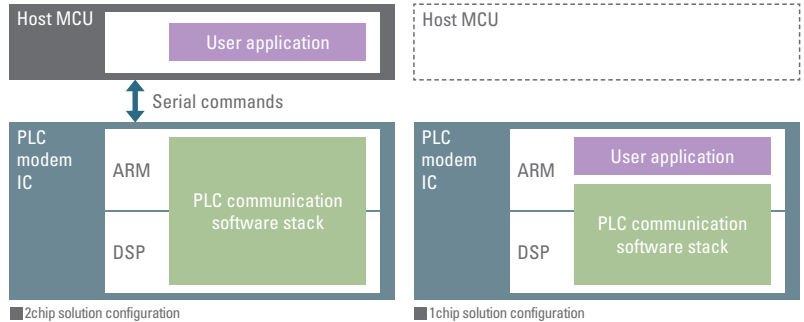 Host MCU
User application
Serial commands
PLC
modem
IC
ARM
DSP
PLC communication
software stack
2chip solution configuration
Host MCU
PLC
modem
IC
ARM
DSP
User application
PLC communication
software stack
1chip solution configuration